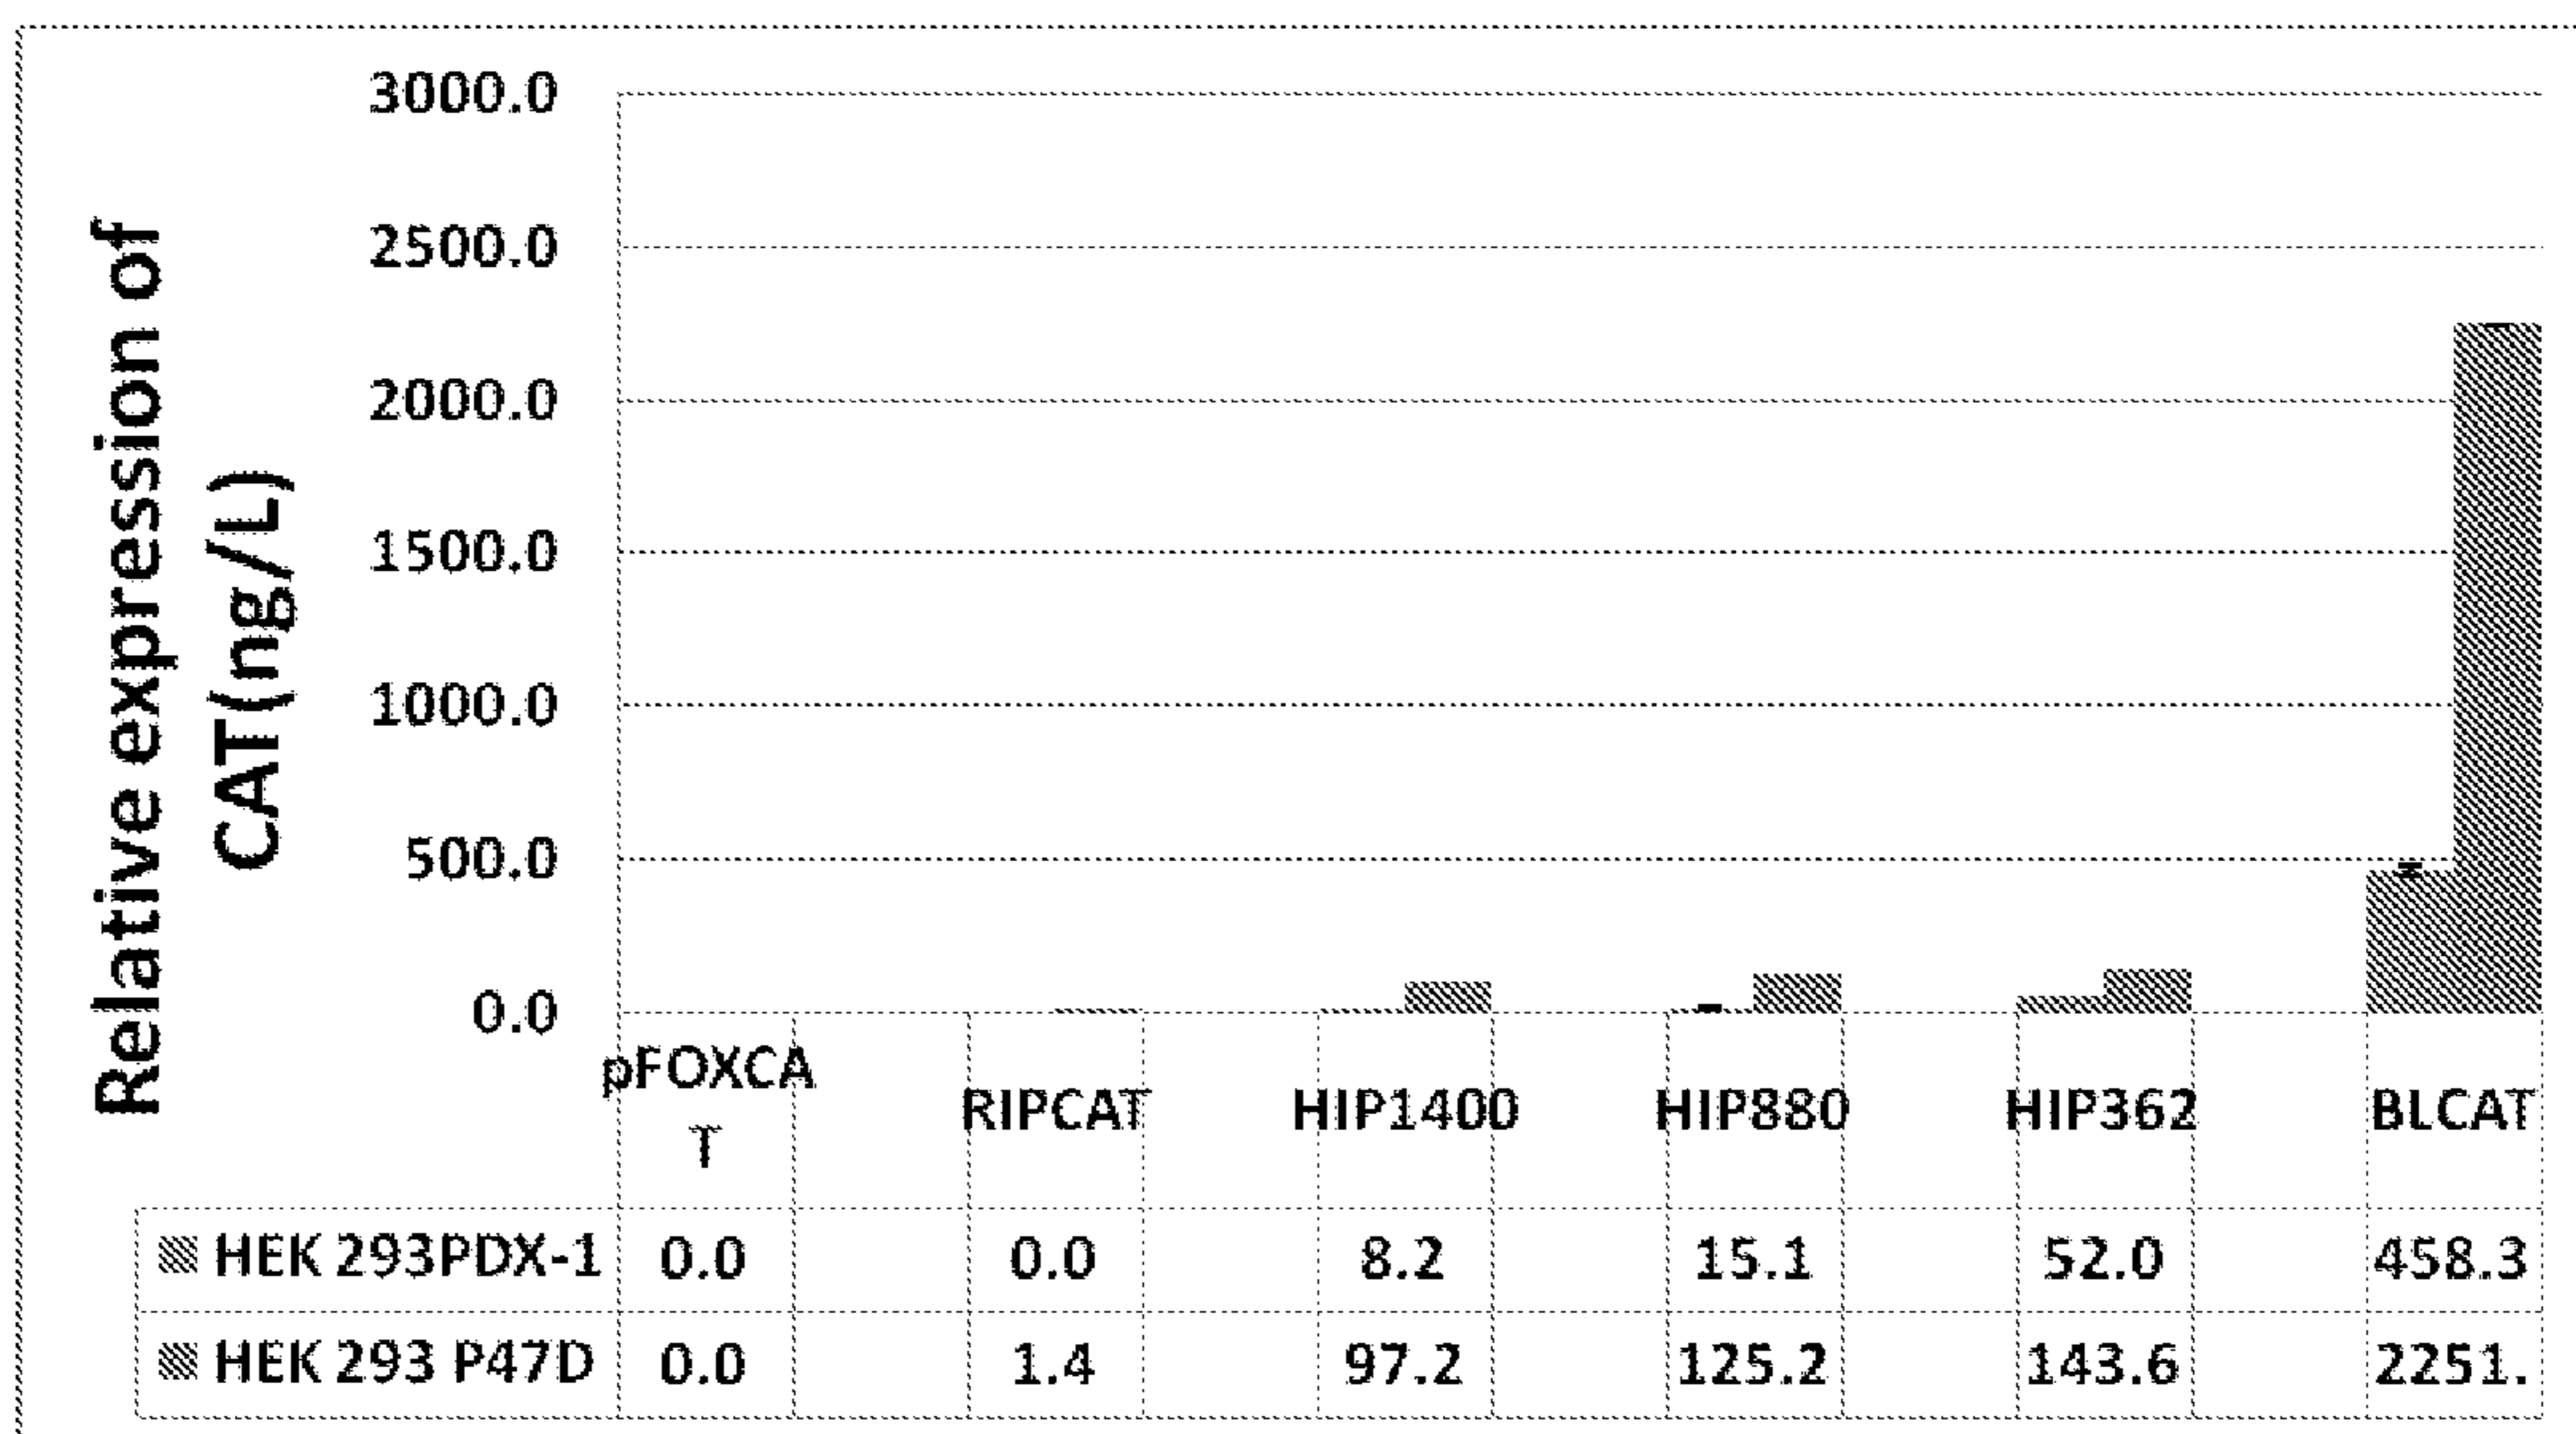 Relative expression of
CAT(ng/L)
3000.0
2500.0
2000.0
1500.0
1000.0
500.0
0.0
pFOXCA
T
RIPCAT
HIP1400
HIP880
HIP362
BLCAT
HEK 293PDX-1 0.0 0.0 8.2 15.1 52.0 458.3
HEK 293 P47D 0.0 1.4 97.2 125.2 143.6 2251.